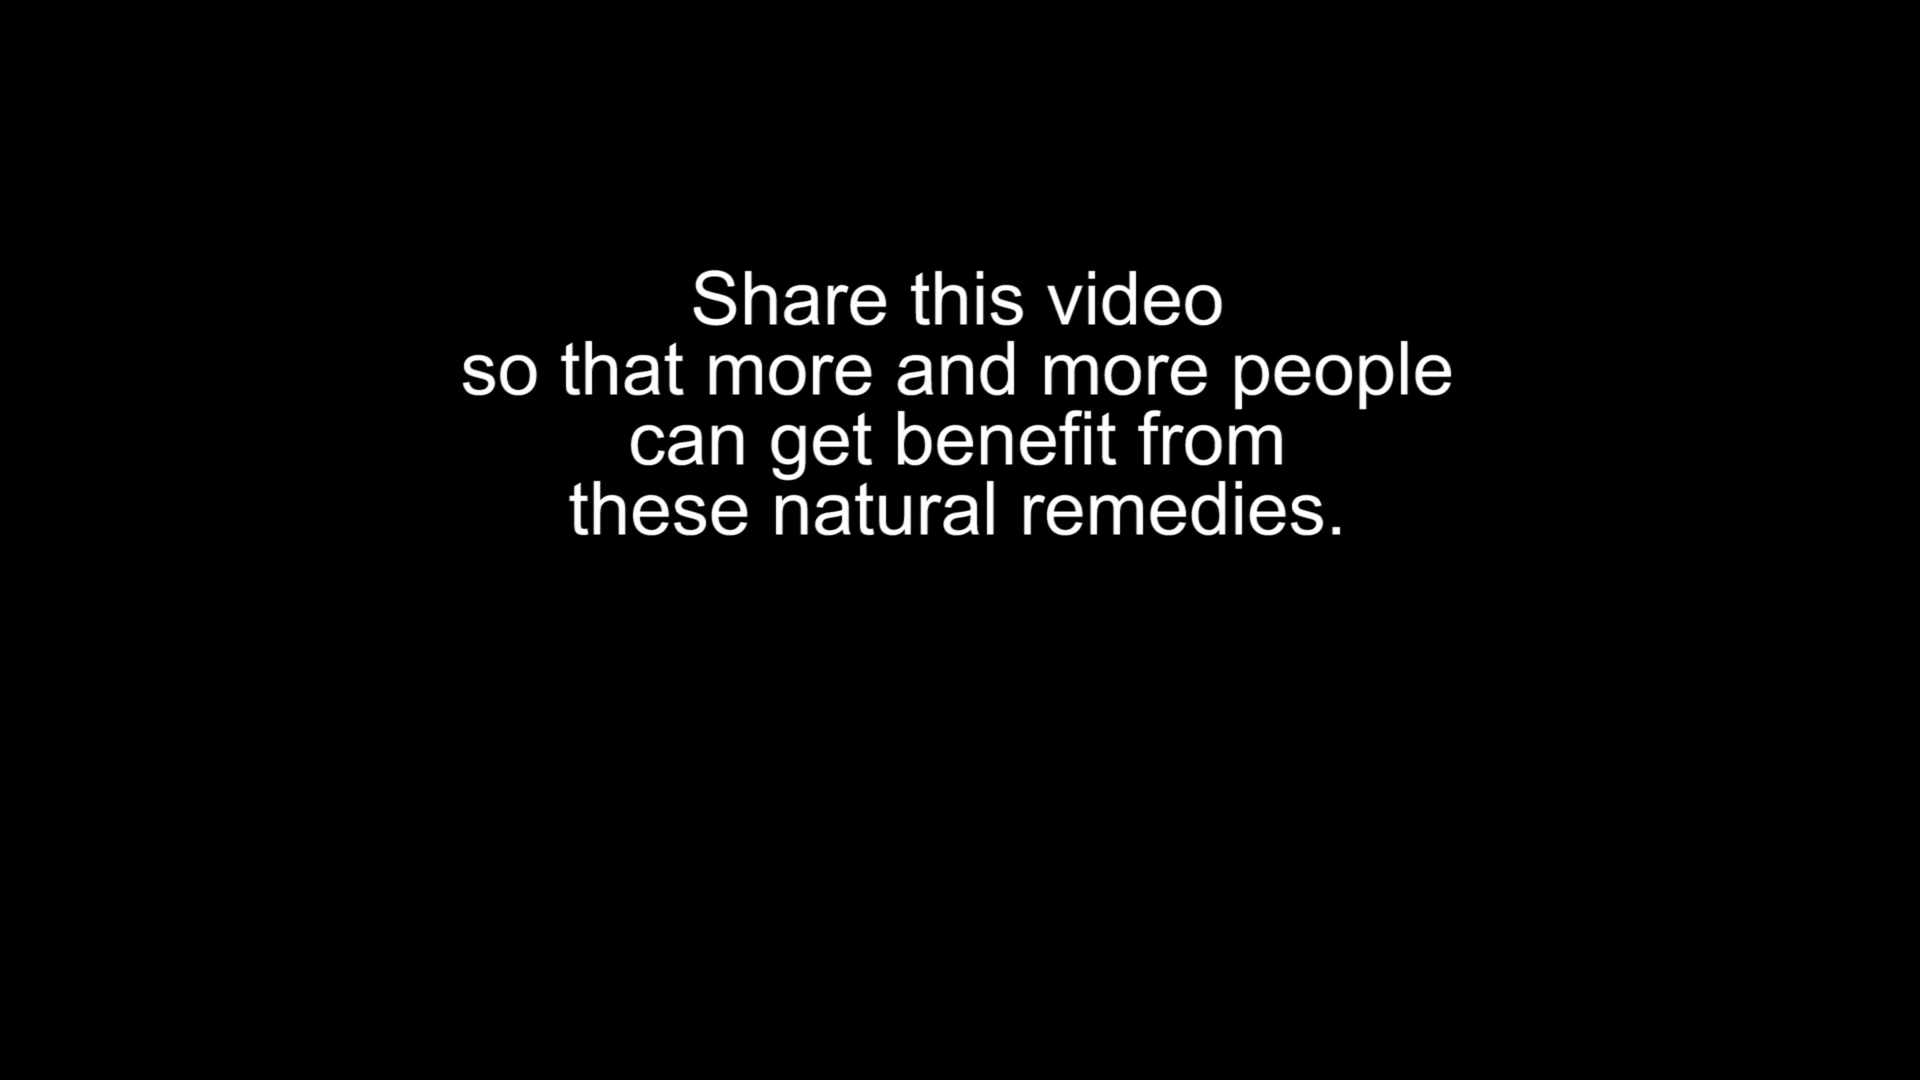 Share this video
so that more and more people
can get benefit from
these natural remedies.